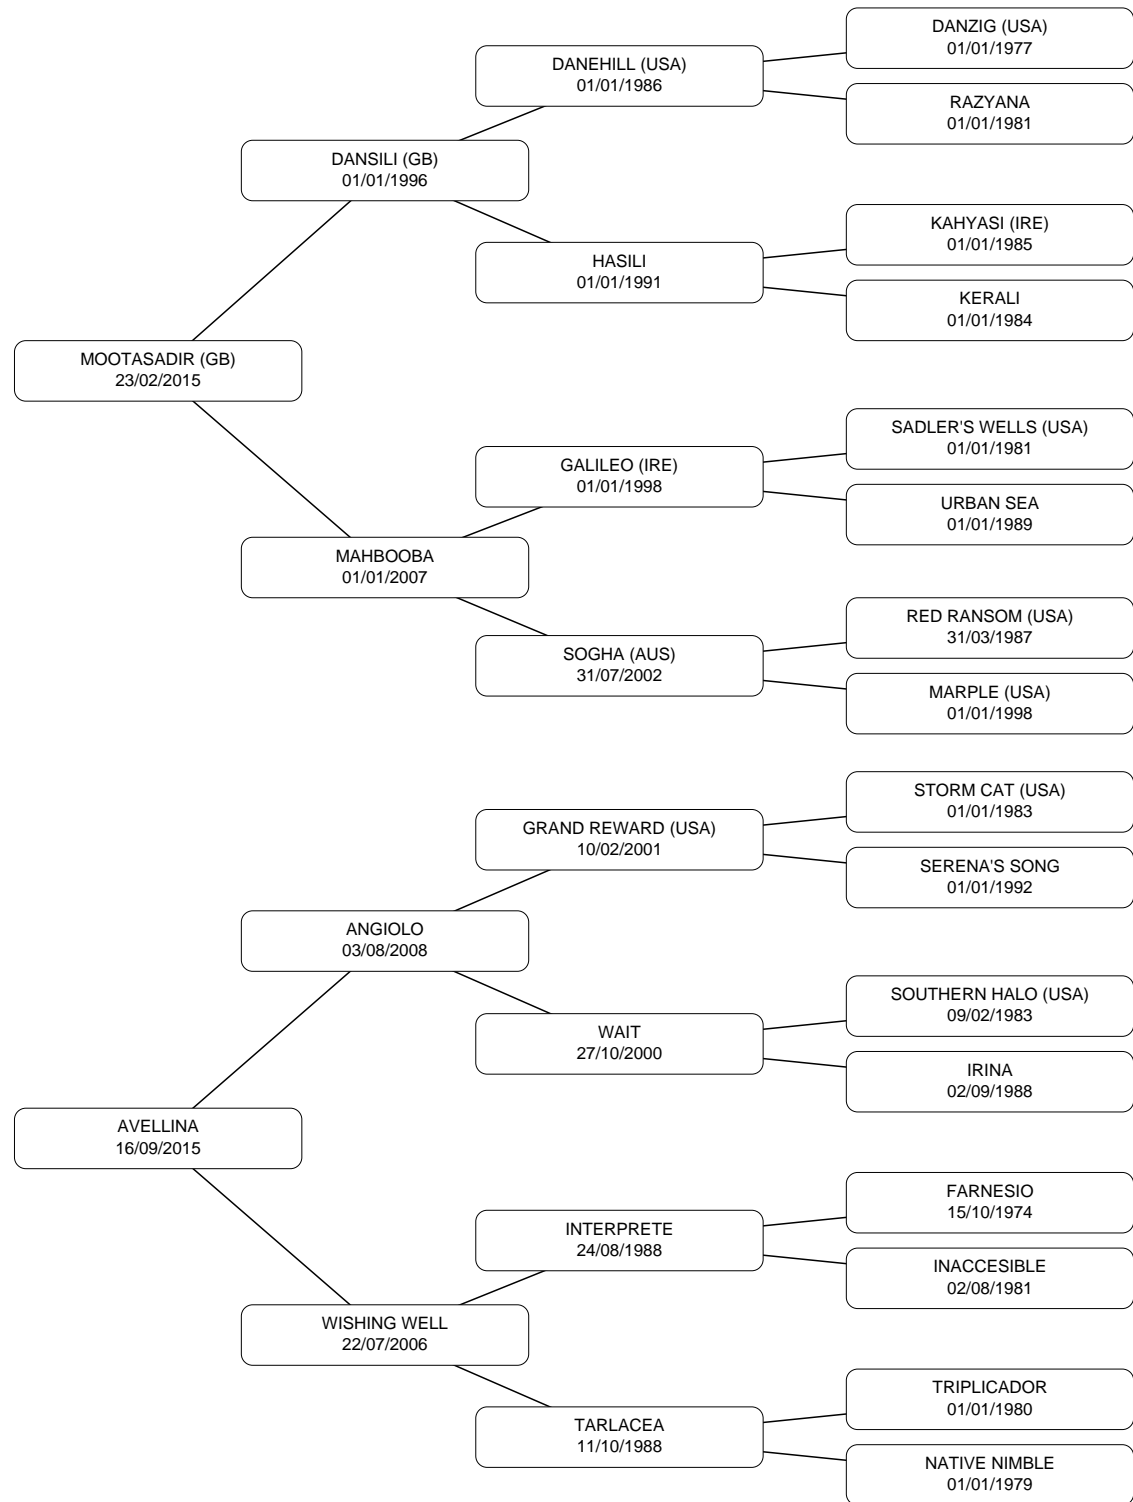 DANZIG (USA)
01/01/1977
DANEHILL (USA)
01/01/1986
RAZYANA
01/01/1981
DANSILI (GB)
01/01/1996
KAHYASI (IRE)
01/01/1985
HASILI
01/01/1991
KERALI
01/01/1984
MOOTASADIR (GB)
23/02/2015
SADLER'S WELLS (USA)
01/01/1981
GALILEO (IRE)
01/01/1998
URBAN SEA
01/01/1989
MAHBOOBA
01/01/2007
RED RANSOM (USA)
31/03/1987
SOGHA (AUS)
31/07/2002
MARPLE (USA)
01/01/1998
STORM CAT (USA)
01/01/1983
GRAND REWARD (USA)
10/02/2001
SERENA'S SONG
01/01/1992
ANGIOLO
03/08/2008
SOUTHERN HALO (USA)
09/02/1983
WAIT
27/10/2000
IRINA
02/09/1988
AVELLINA
16/09/2015
FARNESIO
15/10/1974
INTERPRETE
24/08/1988
INACCESIBLE
02/08/1981
WISHING WELL
22/07/2006
TRIPLICADOR
01/01/1980
TARLACEA
11/10/1988
NATIVE NIMBLE
01/01/1979